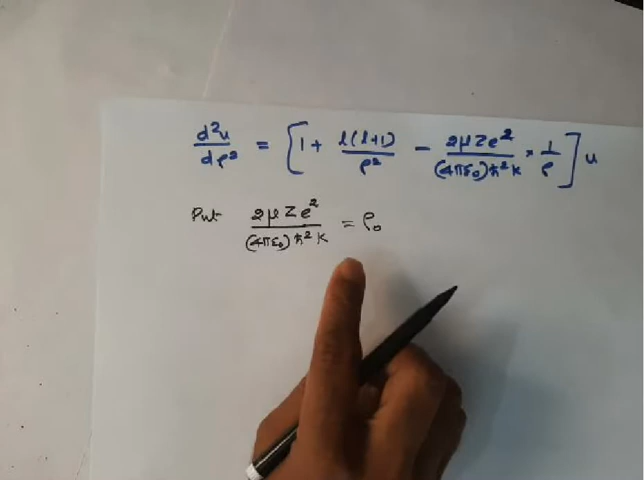 d²u/dρ² = [1 + l(l+1)/ρ² - 2μZe²/(4πε₀)ħ²k × 1/ρ] u
Put 2μZe²/(4πε₀)ħ²k = ρ₀